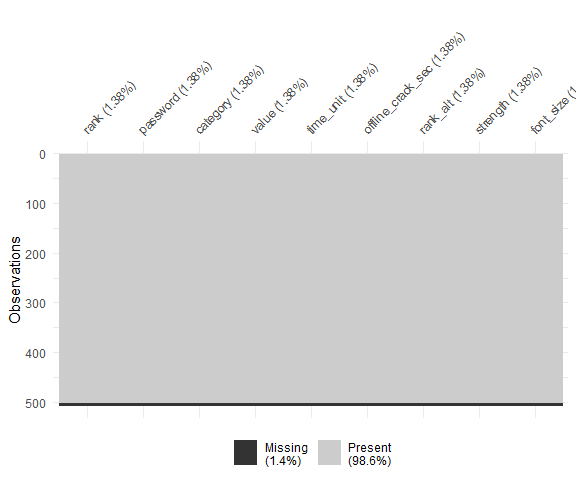 rank (1.38%)
password (1.38%)
category (1.38%)
value (1.38%)
time_unit (1.38%)
offline_crack_sec (1.38%)
rank_alt (1.38%)
strength (1.38%)
font_size (1
0
100
200
300
400
500
Observations
Missing
(1.4%)
Present
(98.6%)